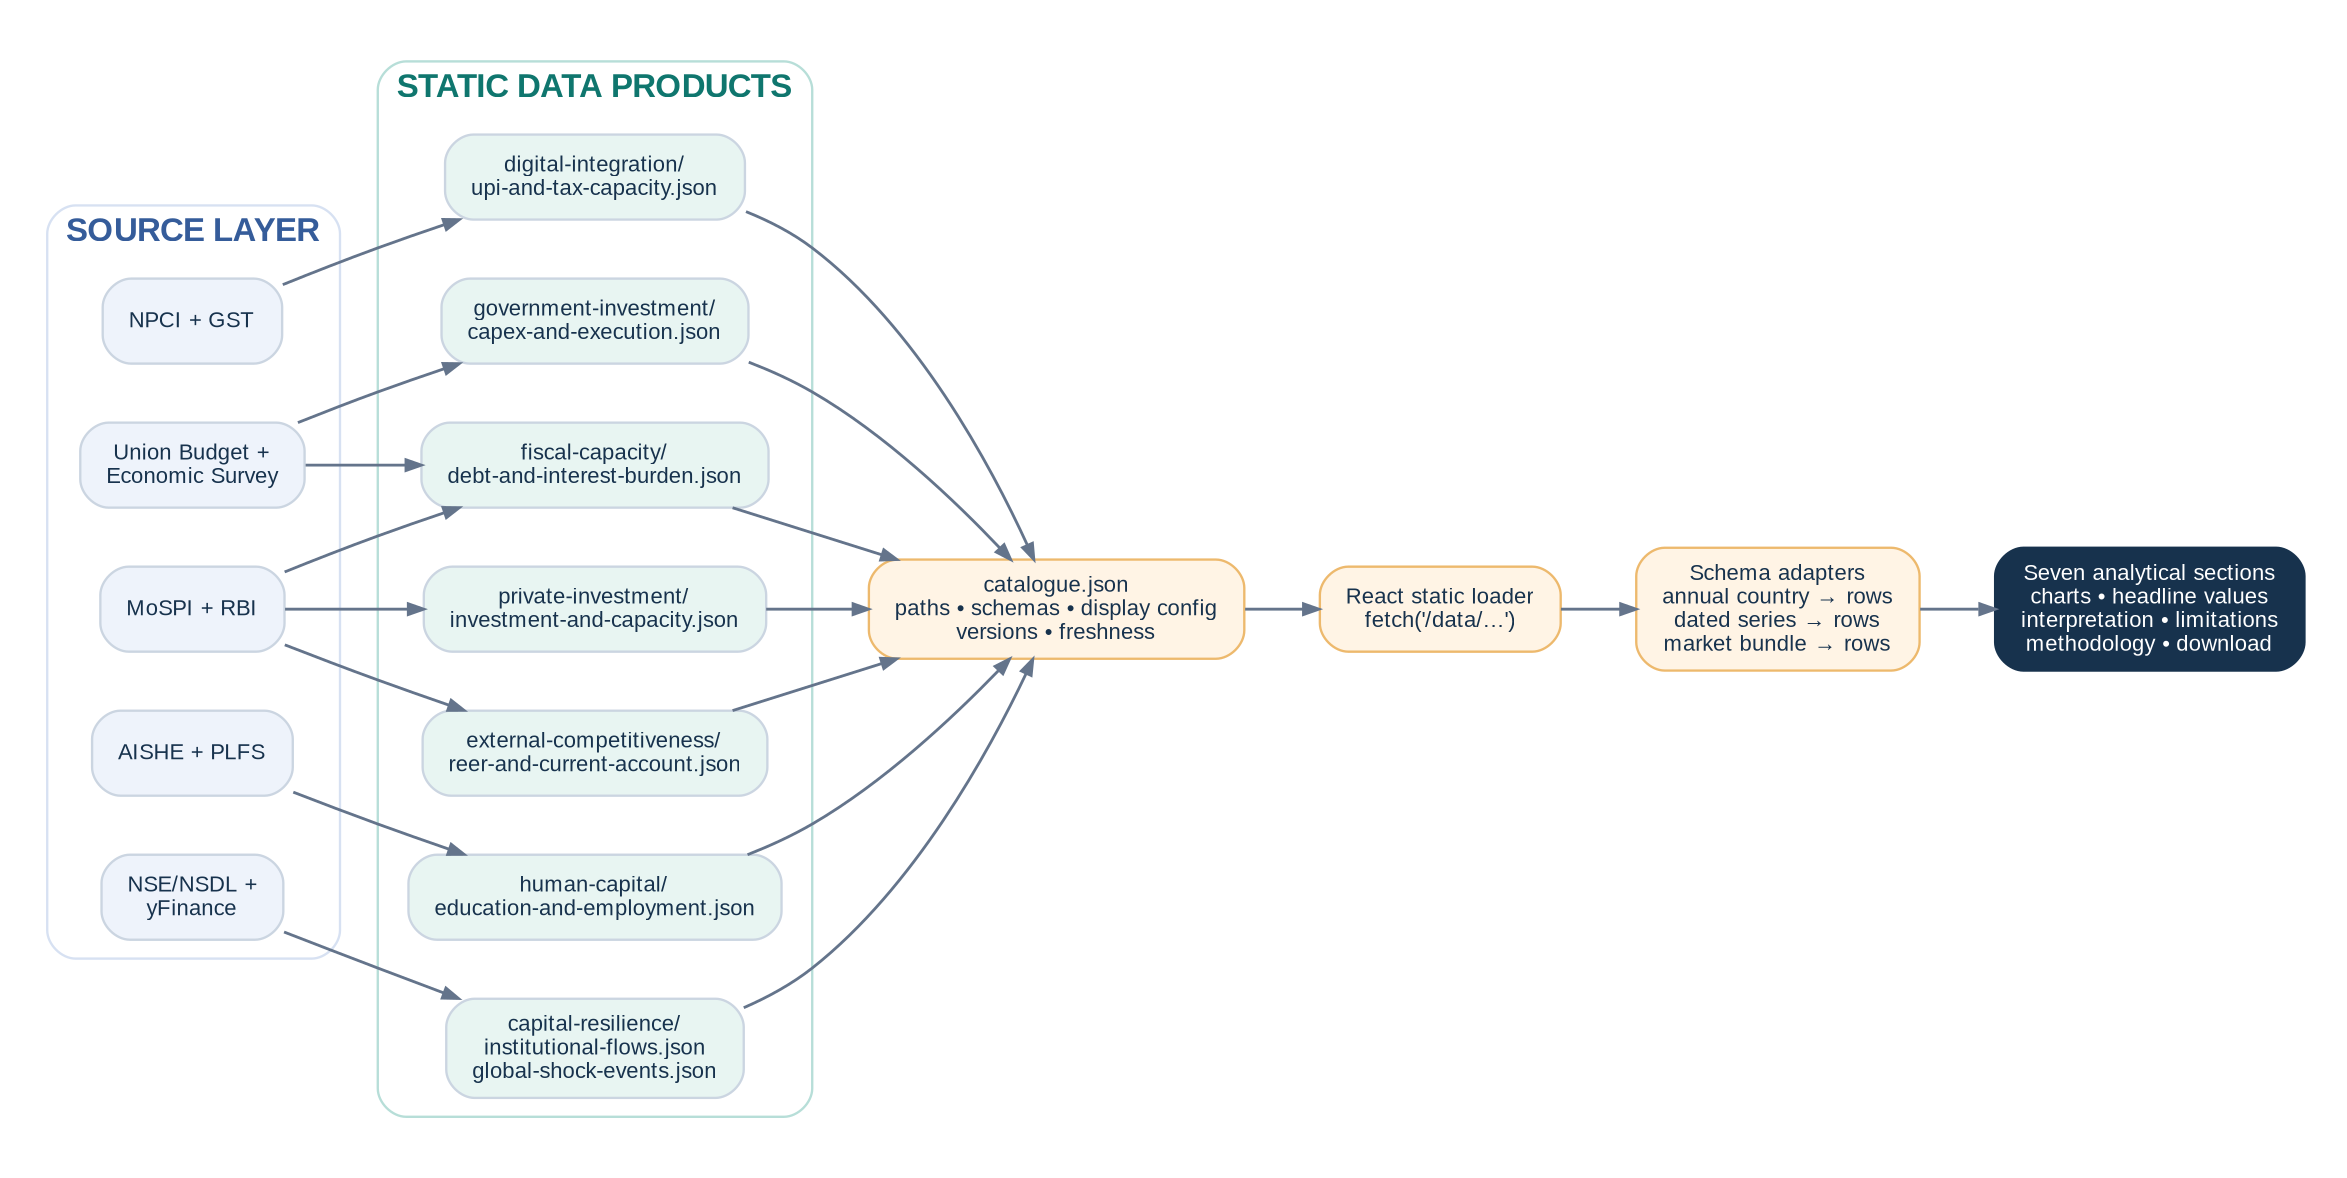 STATIC DATA PRODUCTS
SOURCE LAYER
NPCI + GST
Union Budget +
Economic Survey
MoSPI + RBI
AISHE + PLFS
NSE/NSDL +
yFinance
digital-integration/
upi-and-tax-capacity.json
government-investment/
capex-and-execution.json
fiscal-capacity/
debt-and-interest-burden.json
private-investment/
investment-and-capacity.json
external-competitiveness/
reer-and-current-account.json
human-capital/
education-and-employment.json
capital-resilience/
institutional-flows.json
global-shock-events.json
catalogue.json
paths • schemas • display config
versions • freshness
React static loader
fetch('/data/…')
Schema adapters
annual country → rows
dated series → rows
market bundle → rows
Seven analytical sections
charts • headline values
interpretation • limitations
methodology • download